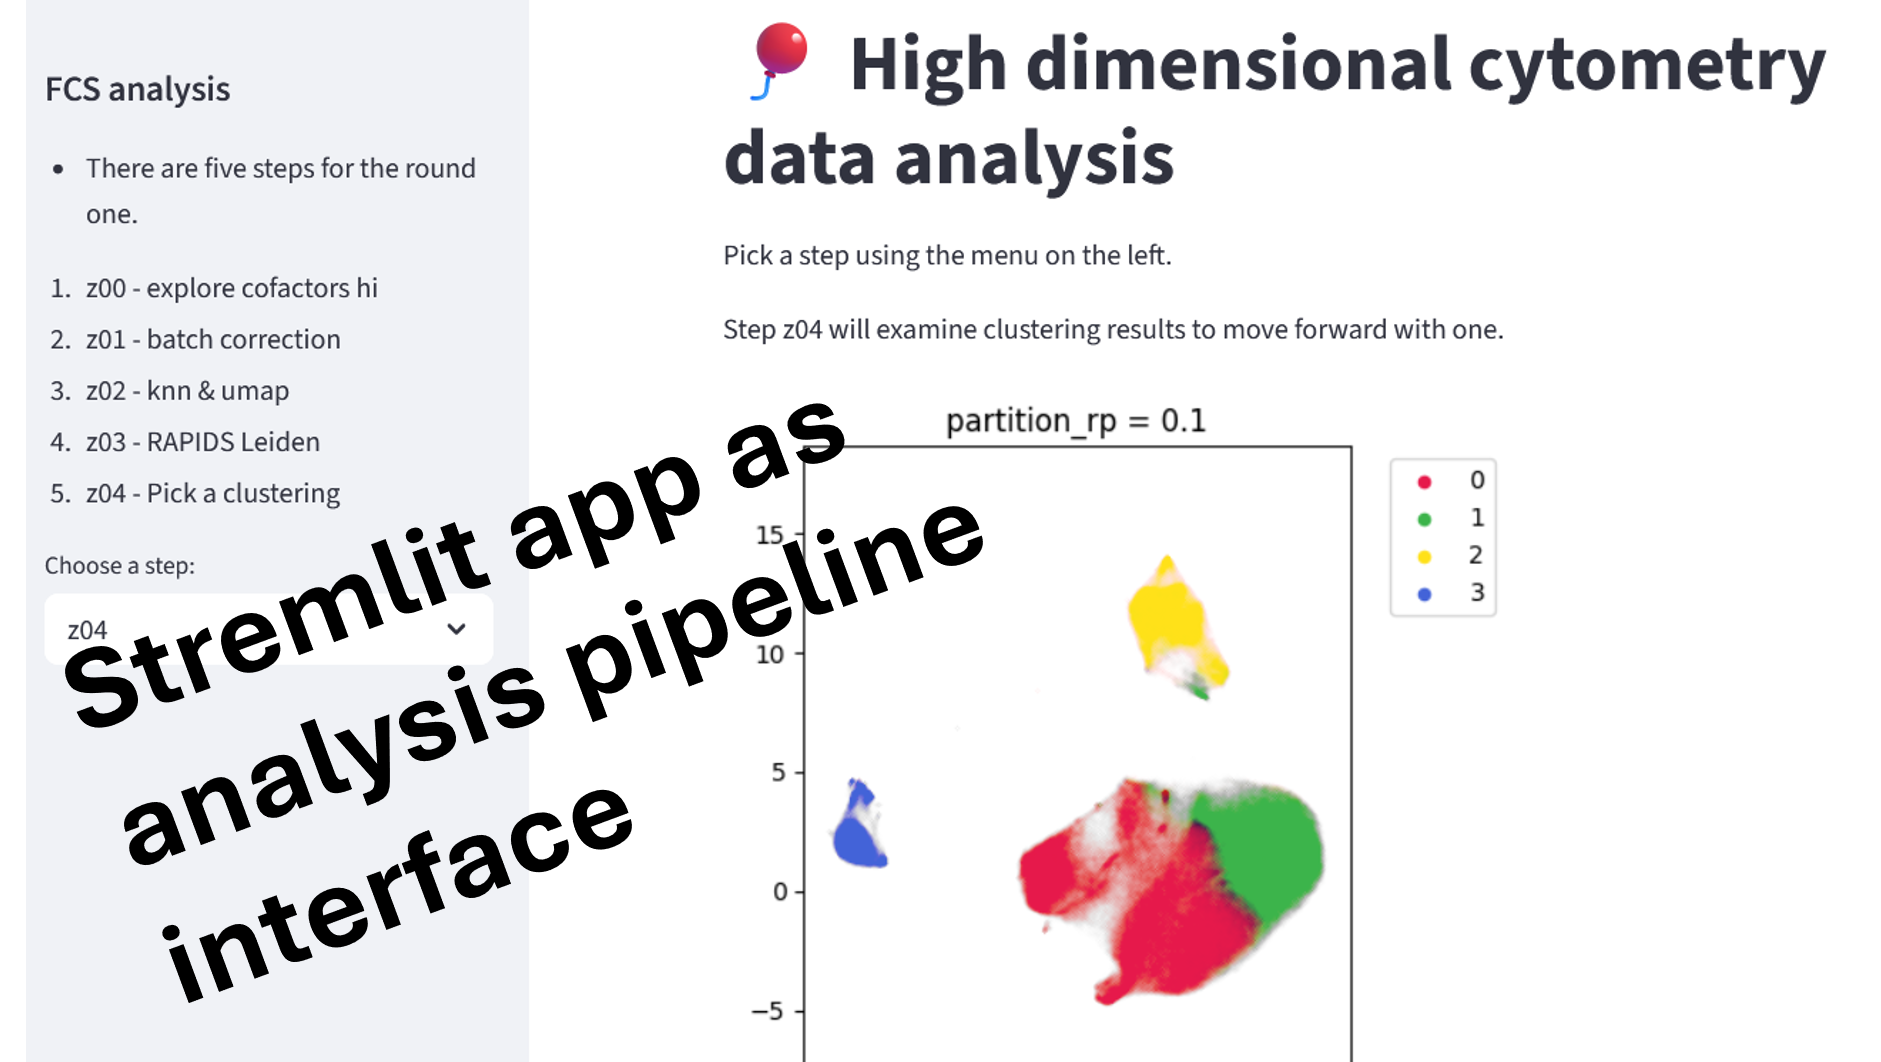 FCS analysis
• There are five steps for the round
one.
1. z00 - explore cofactors hi
2. z01 - batch correction
3. z02 - knn & umap
4. z03 - RAPIDS Leiden
5. z04 - Pick a clustering
Choose a step:
z04
🎈 High dimensional cytometry
data analysis
Pick a step using the menu on the left.
Step z04 will examine clustering results to move forward with one.
partition_rp = 0.1
15
10
5
0
−5
0
1
2
3
Stremlit app as
analysis pipeline
interface